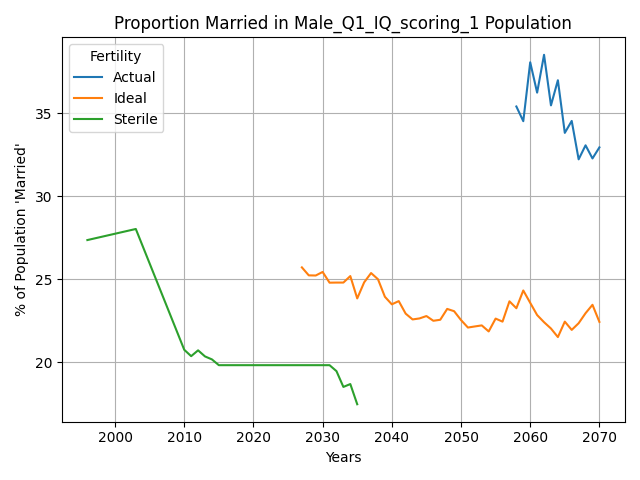 Proportion Married in Male_Q1_IQ_scoring_1 Population
Fertility
Actual
Ideal
Sterile
% of Population 'Married'
35
30
25
20
2000 2010 2020 2030 2040 2050 2060 2070
Years